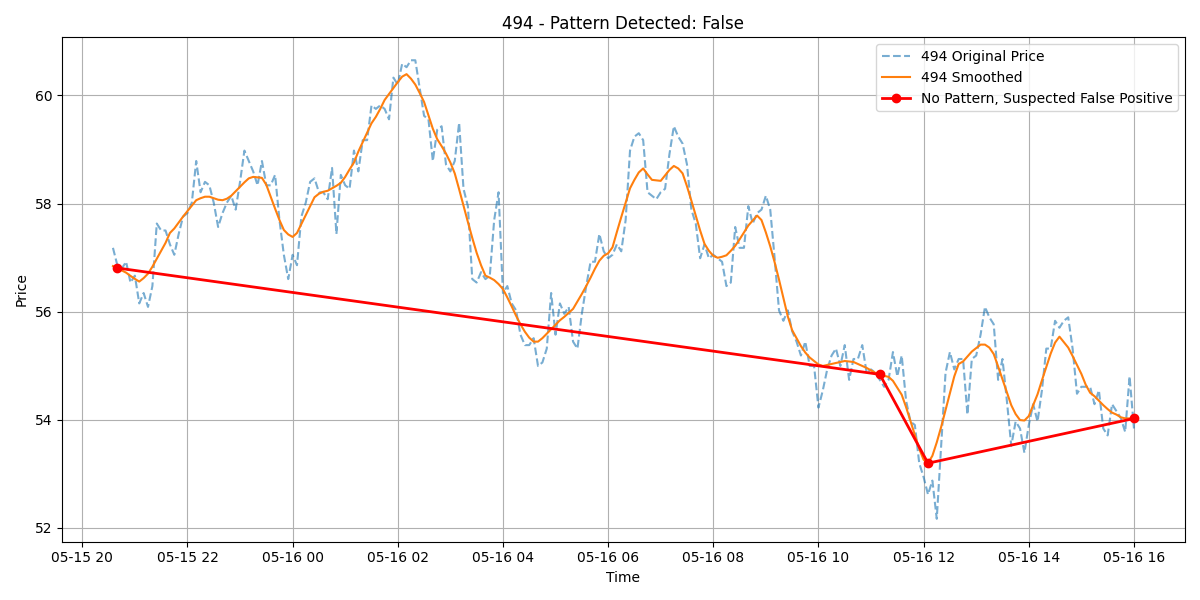 494 - Pattern Detected: False
494 Original Price
494 Smoothed
No Pattern, Suspected False Positive
Price
60
58
56
54
52
05-15 20 05-15 22 05-16 00 05-16 02 05-16 04 05-16 06 05-16 08 05-16 10 05-16 12 05-16 14 05-16 16
Time